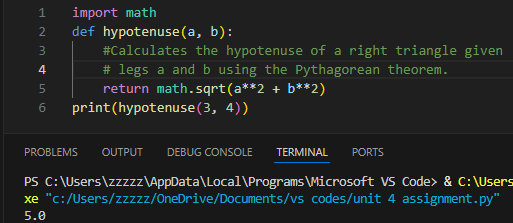 1 import math
2 def hypotenuse(a, b):
3 #Calculates the hypotenuse of a right triangle given
4 # legs a and b using the Pythagorean theorem.
5 return math.sqrt(a**2 + b**2)
6 print(hypotenuse(3, 4))
PROBLEMS OUTPUT DEBUG CONSOLE TERMINAL PORTS
PS C:\Users\zzzzz\AppData\Local\Programs\Microsoft VS Code> & C:\Users
xe "c:/Users/zzzzz/OneDrive/Documents/vs codes/unit 4 assignment.py"
5.0